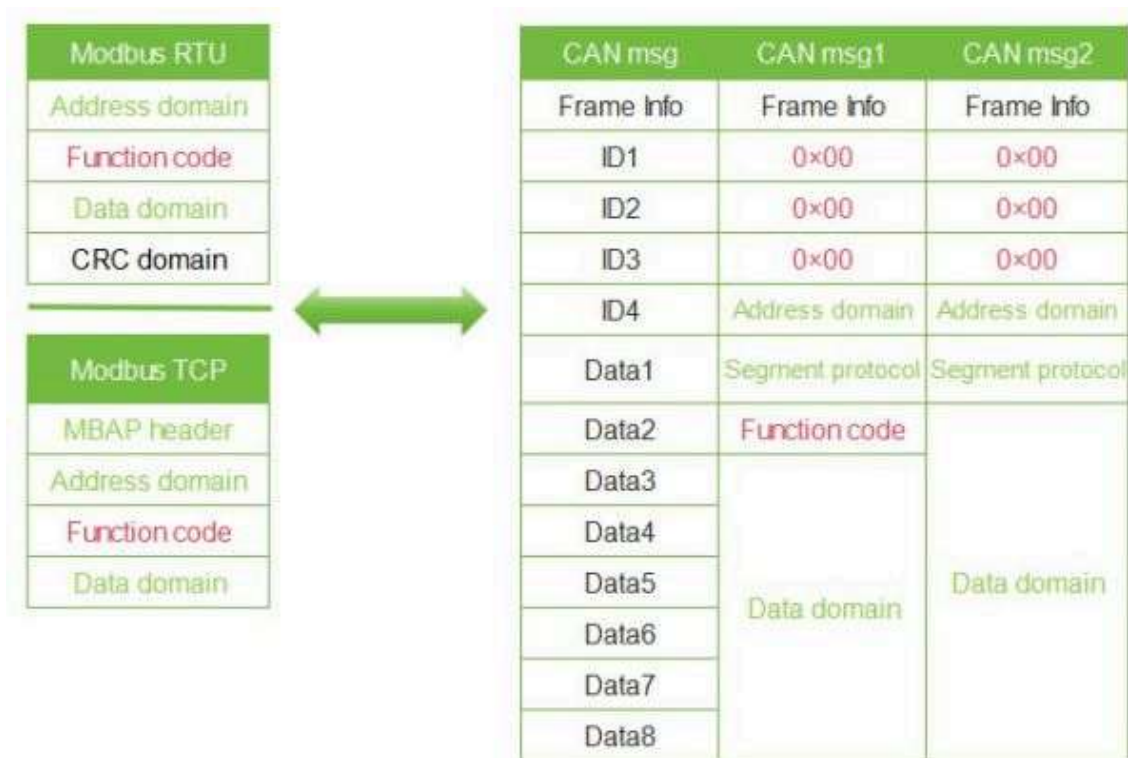 Modbus RTU
Address domain
Function code
Data domain
CRC domain
Modbus TCP
MBAP header
Address domain
Function code
Data domain
CAN msg CAN msg1 CAN msg2
Frame Info Frame Info Frame Info
ID1 0×00 0×00
ID2 0×00 0×00
ID3 0×00 0×00
ID4 Address domain Address domain
Data1 Segment protocol Segment protocol
Data2 Function code
Data3
Data4
Data5 Data domain
Data6 Data domain
Data7
Data8